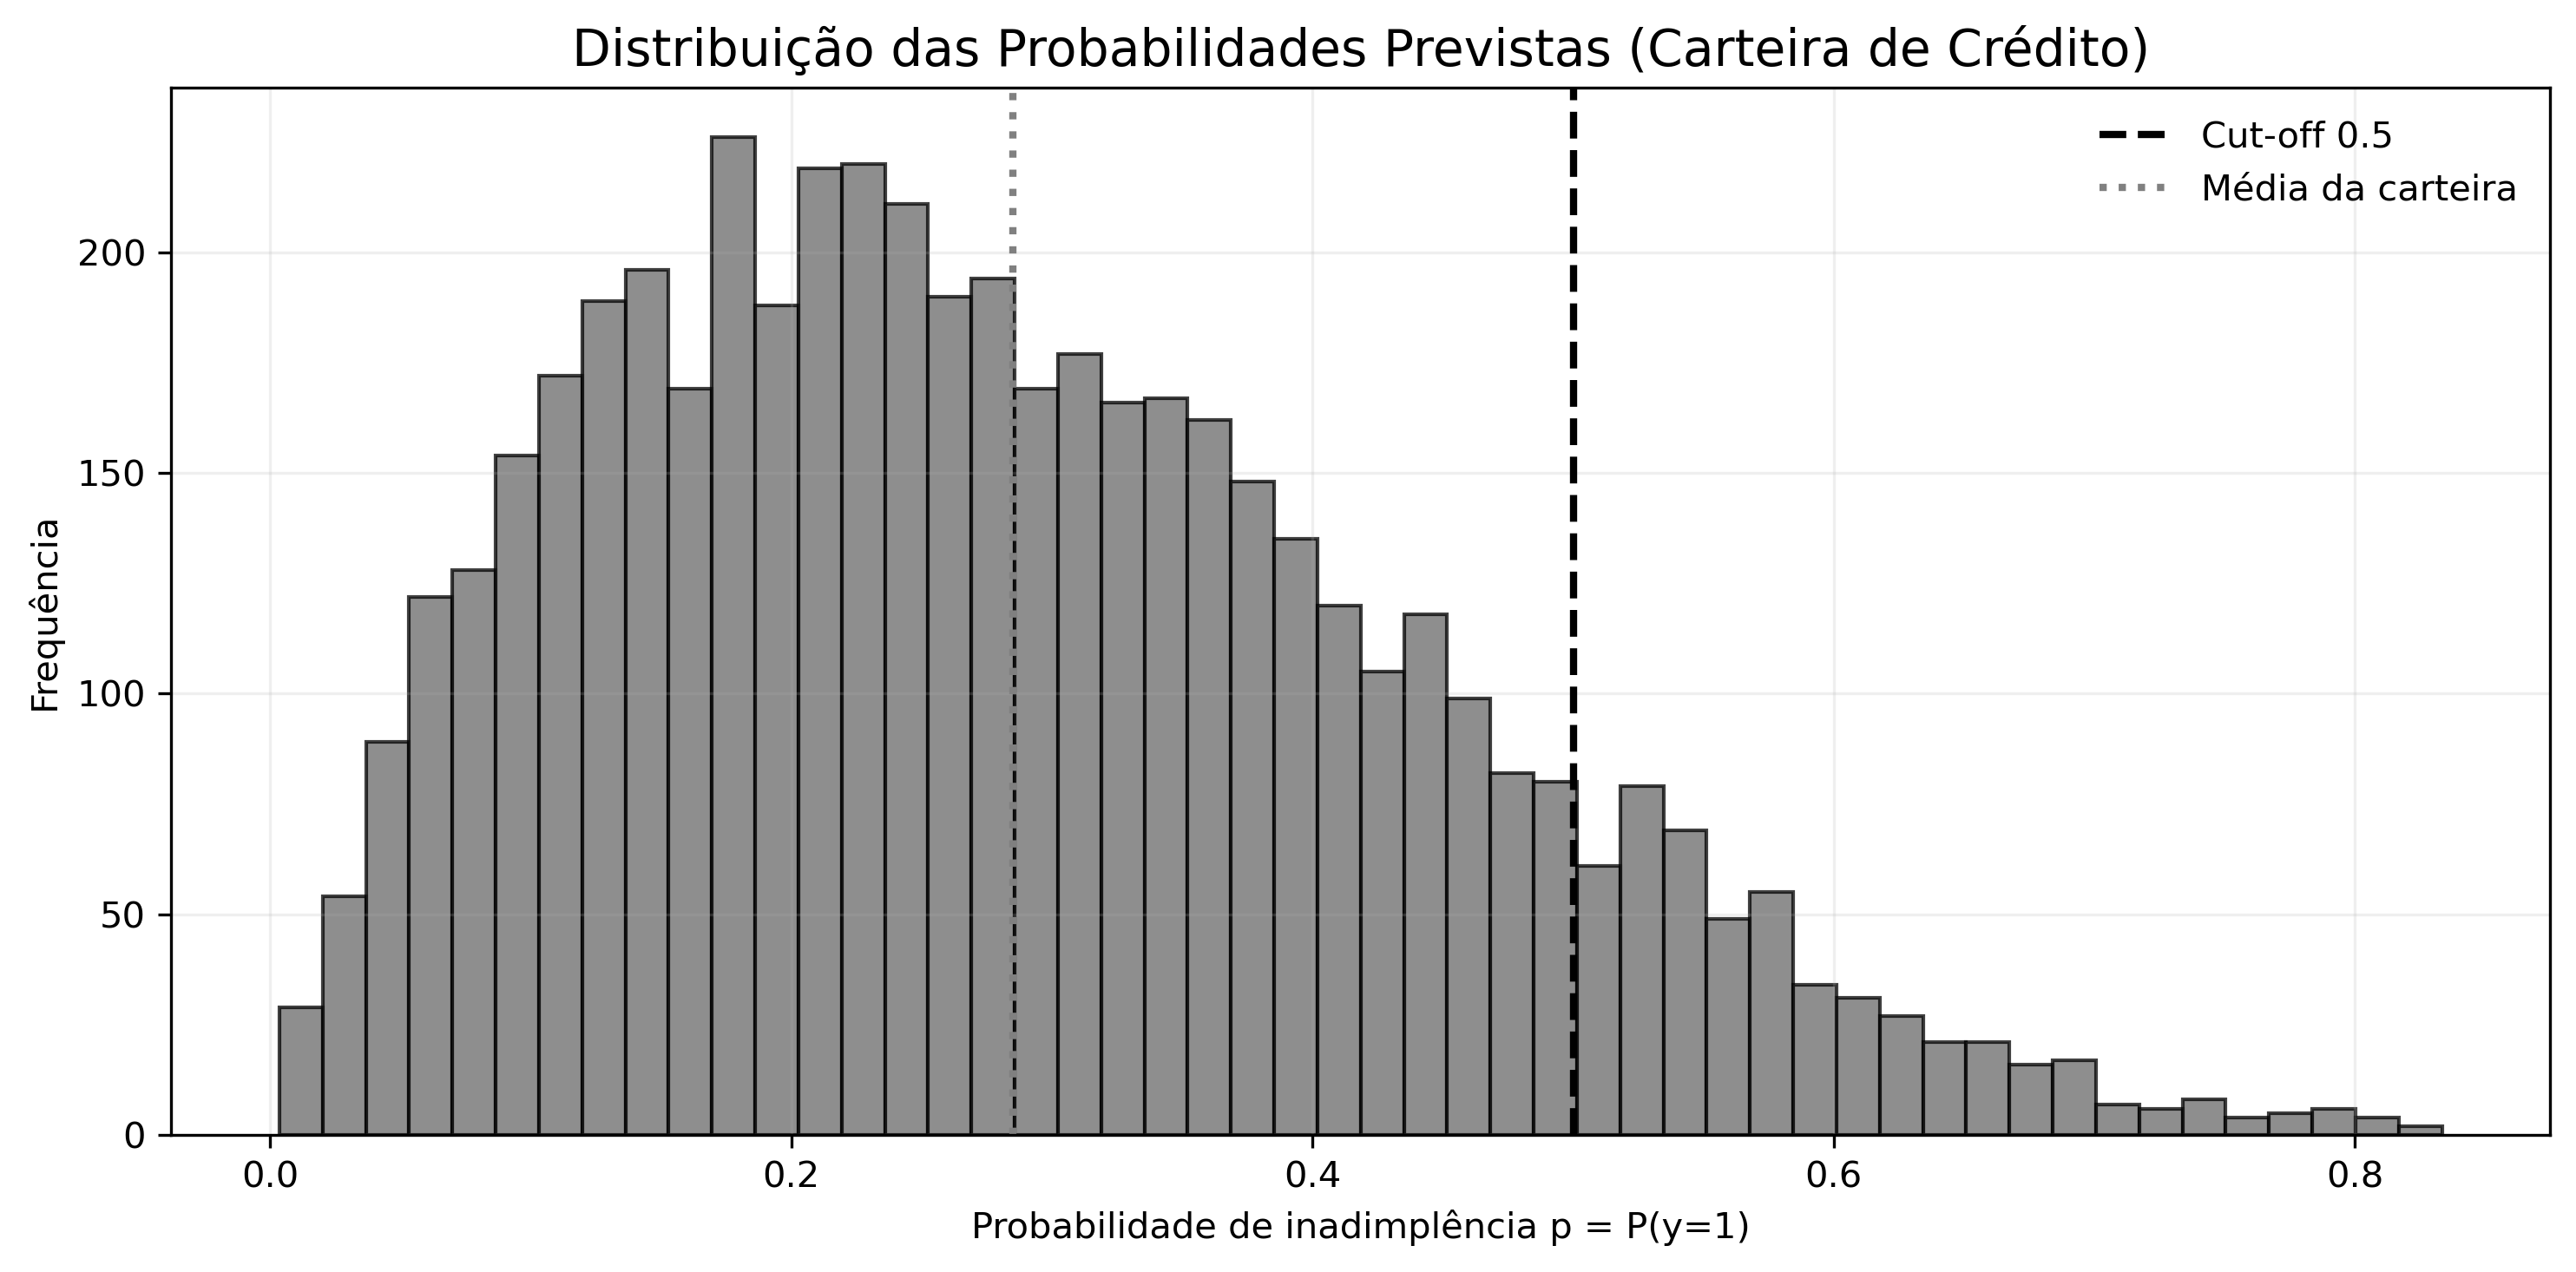 Distribuição das Probabilidades Previstas (Carteira de Crédito)
Cut-off 0.5
Média da carteira
Frequência
200
150
100
50
0
0.0 0.2 0.4 0.6 0.8
Probabilidade de inadimplência p = P(y=1)